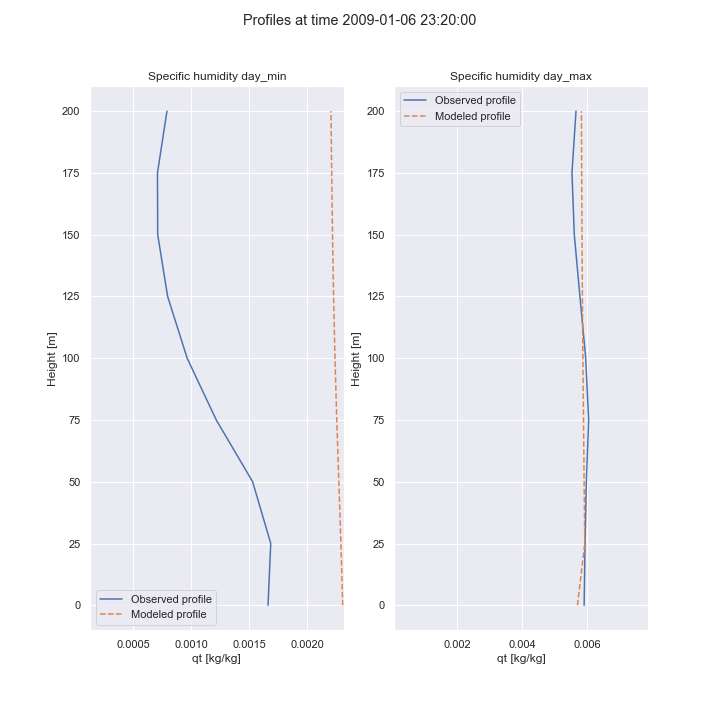 Profiles at time 2009-01-06 23:20:00
Specific humidity day_min
Height [m]
200
175
150
125
100
75
50
25
0
Observed profile
Modeled profile
0.0005 0.0010 0.0015 0.0020
qt [kg/kg]
Specific humidity day_max
Observed profile
Modeled profile
Height [m]
200
175
150
125
100
75
50
25
0
0.002 0.004 0.006
qt [kg/kg]